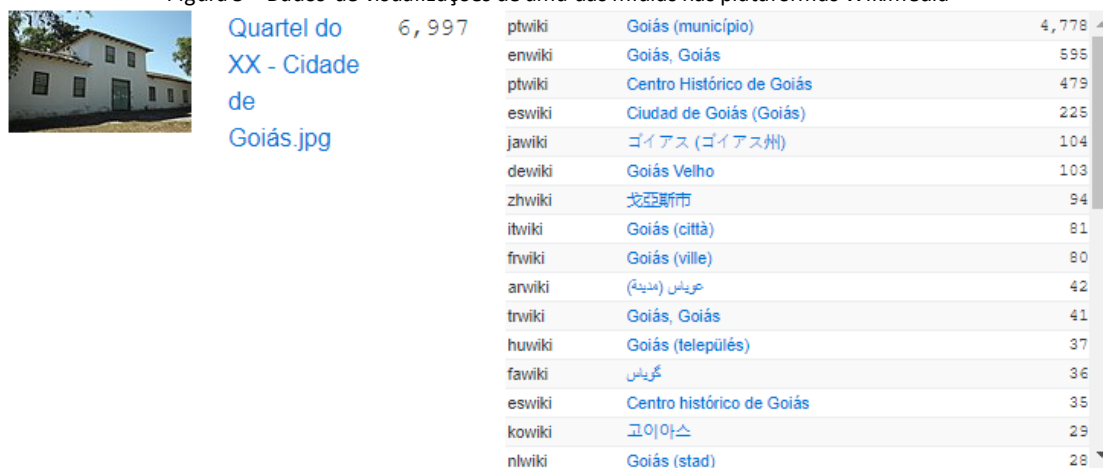 Quartel do
XX - Cidade
de
Goiás.jpg
6,997
ptwiki Goiás (município) 4,778
enwiki Goiás, Goiás 595
ptwiki Centro Histórico de Goiás 479
eswiki Ciudad de Goiás (Goiás) 225
jawiki ゴイアス (ゴイアス州) 104
dewiki Goiás Velho 103
zhwiki 戈亞斯市 94
itwiki Goiás (città) 81
frwiki Goiás (ville) 80
arwiki غوياس (مدينة) 42
trwiki Goiás, Goiás 41
huwiki Goiás (település) 37
fawiki گویاس 36
eswiki Centro histórico de Goiás 35
kowiki 고이아스 29
nlwiki Goiás (stad) 28